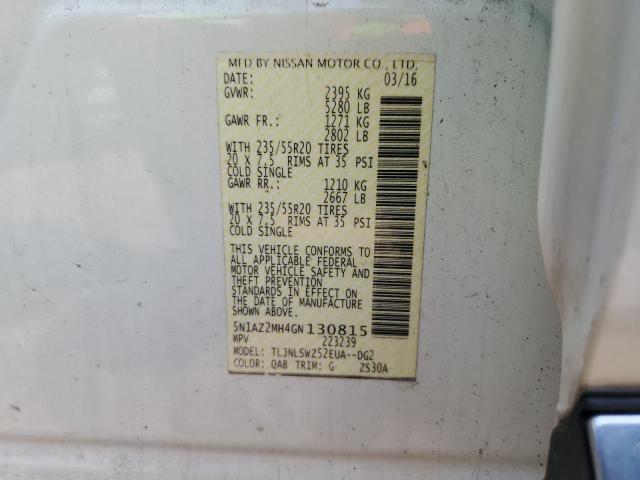 MFD BY NISSAN MOTOR CO., LTD.
DATE: 03/16
GVWR: 2395 KG
5280 LB
GAWR FR.: 1271 KG
2802 LB
WITH 235/55R20 TIRES
20 X 7.5 RIMS AT 35 PSI
COLD SINGLE
GAWR RR.: 1210 KG
2667 LB
WITH 235/55R20 TIRES
20 X 7.5 RIMS AT 35 PSI
COLD SINGLE
THIS VEHICLE CONFORMS TO
ALL APPLICABLE FEDERAL
MOTOR VEHICLE SAFETY AND
THEFT PREVENTION
STANDARDS IN EFFECT ON
THE DATE OF MANUFACTURE
SHOWN ABOVE.
5N1AZ2MH4GN130815
MPV 223239
MODEL: TLJNLSWZ52EUA--DG2
COLOR: QAB TRIM: G ZS30A